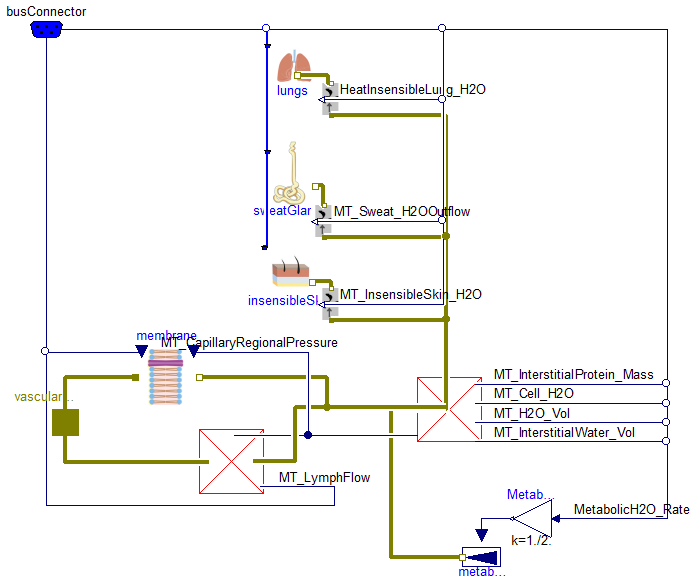 busConnector
HeatInsensibleLung_H2O
lungs
sweatGlar
MT_Sweat_H2OOutflow
MT_InsensibleSkin_H2O
insensibleSl
membrane
MT_CapillaryRegionalPressure
MT_InterstitialProtein_Mass
MT_Cell_H2O
vascular...
MT_H2O_Vol
MT_InterstitialWater_Vol
MT_LymphFlow
Metab...
MetabolicH2O_Rate
k=1./2.
metab...